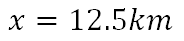 x = 12.5km